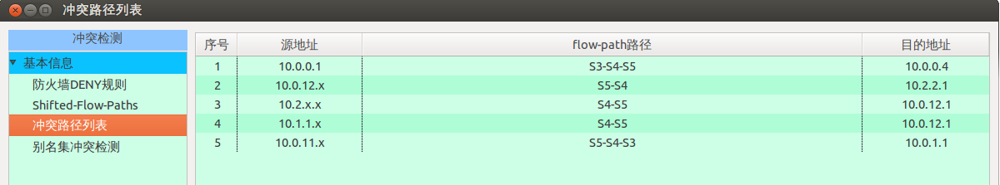 冲突路径列表
冲突检测
基本信息
防火墙DENY规则
Shifted-Flow-Paths
冲突路径列表
别名集冲突检测
序号 源地址 flow-path路径 目的地址
1 10.0.0.1 S3-S4-S5 10.0.0.4
2 10.0.12.x S5-S4 10.2.2.1
3 10.2.x.x S4-S5 10.0.12.1
4 10.1.1.x S4-S5 10.0.12.1
5 10.0.11.x S5-S4-S3 10.0.1.1